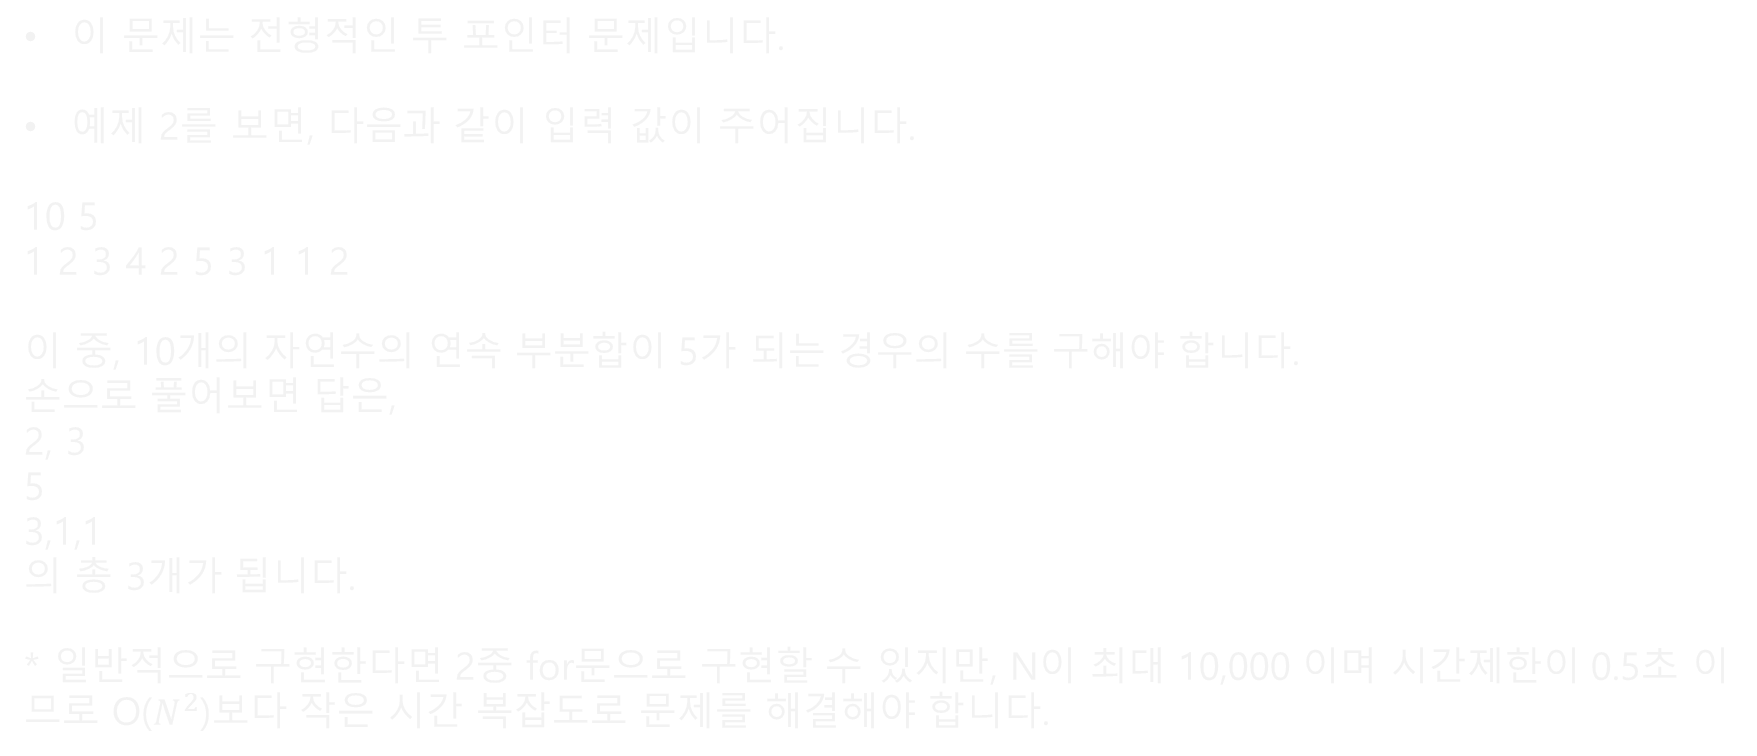 • 이 문제는 전형적인 투 포인터 문제입니다.
• 예제 2를 보면, 다음과 같이 입력 값이 주어집니다.
10 5
1 2 3 4 2 5 3 1 1 2
이 중, 10개의 자연수의 연속 부분합이 5가 되는 경우의 수를 구해야 합니다.
손으로 풀어보면 답은,
2, 3
5
3,1,1
의 총 3개가 됩니다.
* 일반적으로 구현한다면 2중 for문으로 구현할 수 있지만, N이 최대 10,000 이며 시간제한이 0.5초 이
므로 O(N²)보다 작은 시간 복잡도로 문제를 해결해야 합니다.